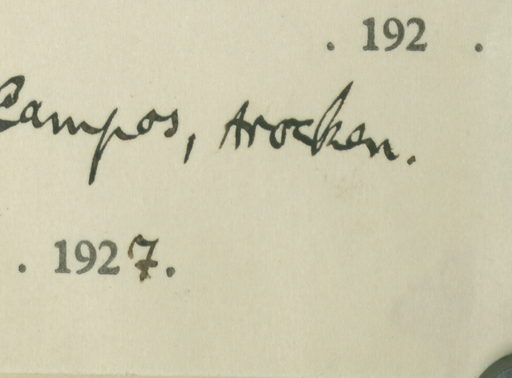 . 192 .
Campos, trocken.
. 1927.